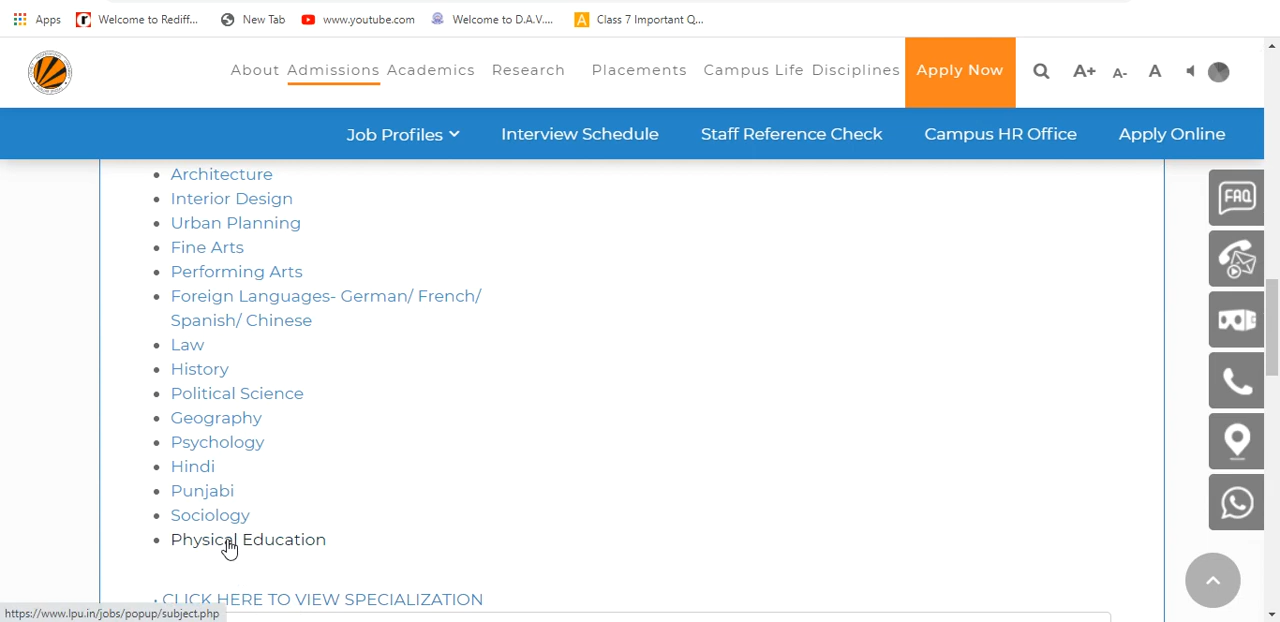 Apps Welcome to Rediff... New Tab www.youtube.com Welcome to D.A.V.... A Class 7 Important Q...
About Admissions Academics Research Placements Campus Life Disciplines Apply Now A+ A- A
Job Profiles Interview Schedule Staff Reference Check Campus HR Office Apply Online
• Architecture
• Interior Design
• Urban Planning
• Fine Arts
• Performing Arts
• Foreign Languages- German/ French/
Spanish/ Chinese
• Law
• History
• Political Science
• Geography
• Psychology
• Hindi
• Punjabi
• Sociology
• Physical Education
• CLICK HERE TO VIEW SPECIALIZATION
FAQ
https://www.lpu.in/jobs/popup/subject.php